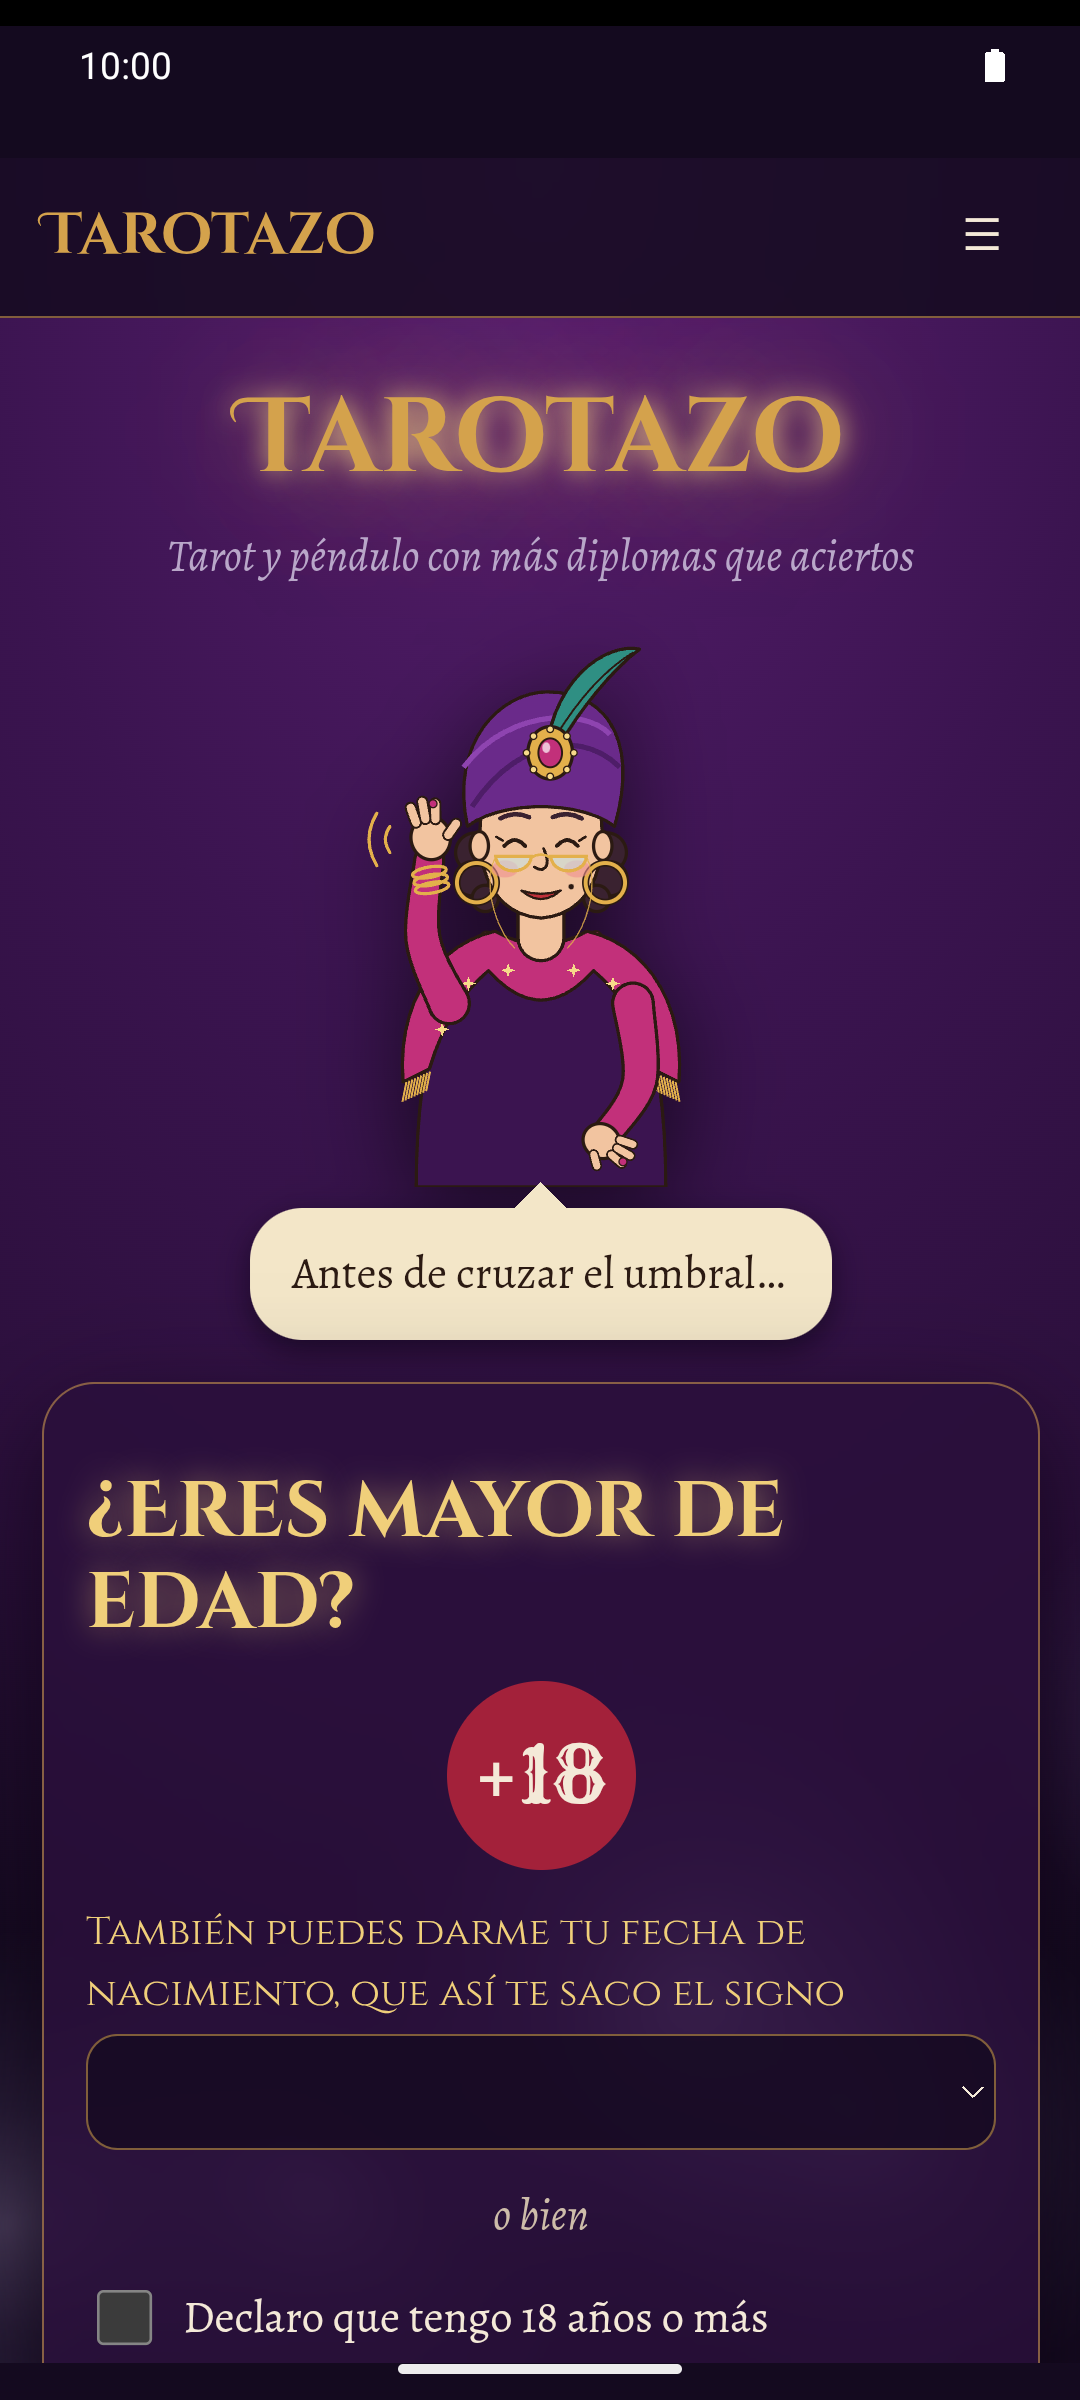 10:00
TAROTAZO
TAROTAZO
Tarot y péndulo con más diplomas que aciertos
Antes de cruzar el umbral...
¿ERES MAYOR DE
EDAD?
+18
TAMBIÉN PUEDES DARME TU FECHA DE
NACIMIENTO, QUE ASÍ TE SACO EL SIGNO
o bien
Declaro que tengo 18 años o más